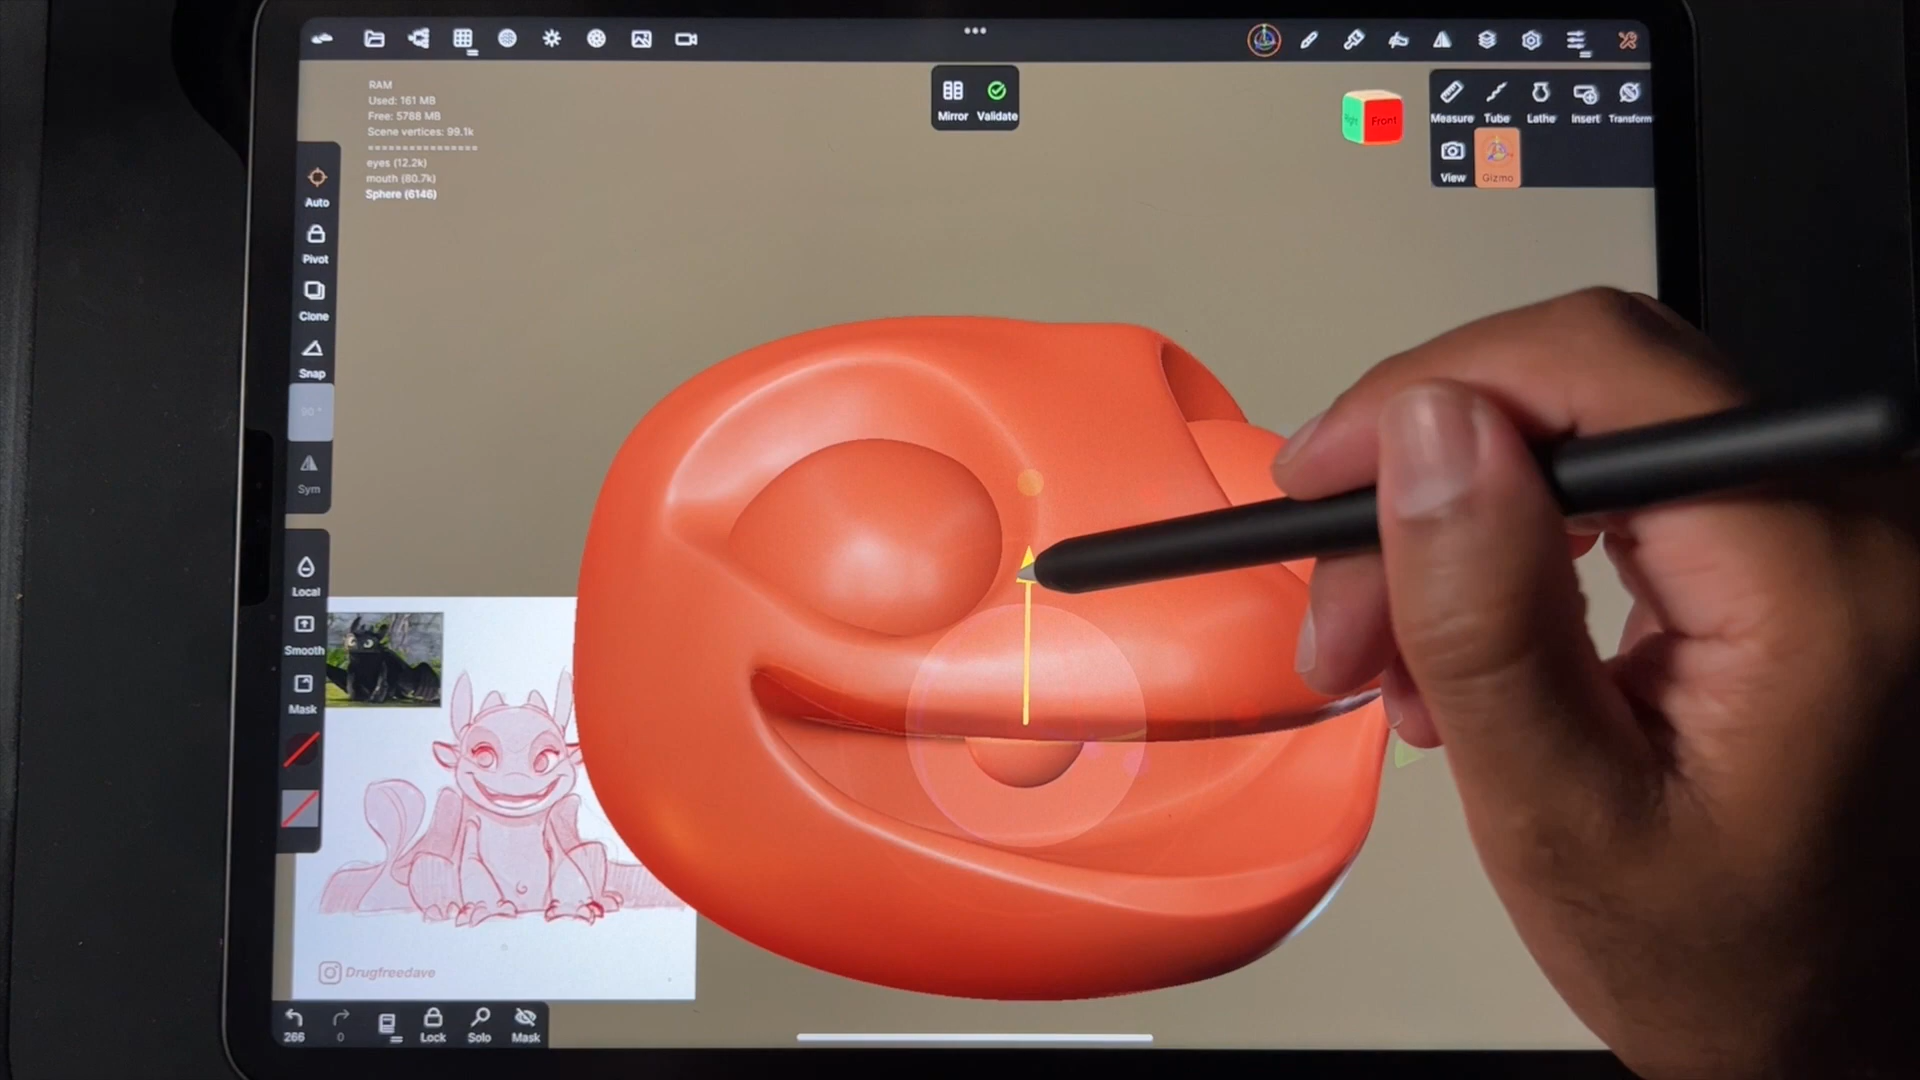 RAM
Used: 161 MB
Free: 5788 MB
Scene vertices: 99.1k
================
eyes (12.2k)
mouth (80.7k)
Sphere (6146)
Mirror
Validate
Right
Front
Measure
Tube
Lathe
Insert
Transform
View
Gizmo
Auto
Pivot
Clone
Snap
90 °
Sym
Local
Smooth
Mask
Drugfreedave
266
0
Lock
Solo
Mask